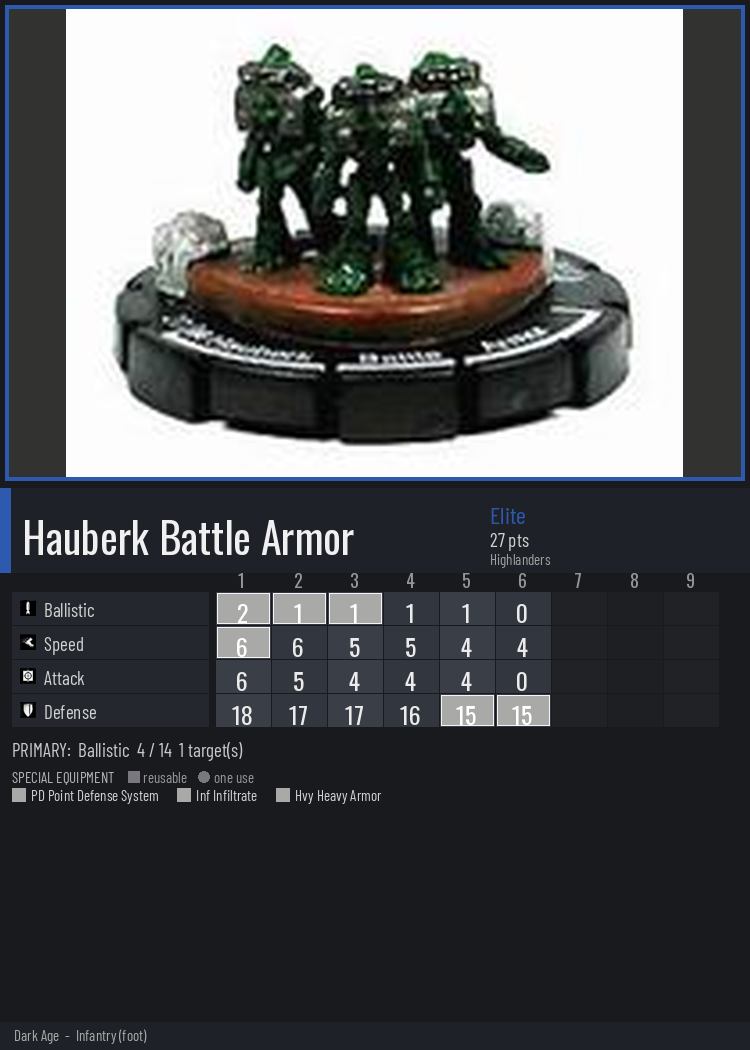 Battle
Hauberk Battle Armor
Elite
27 pts
Highlanders
1 2 3 4 5 6 7 8 9
Ballistic 2 1 1 1 1 0
Speed 6 6 5 5 4 4
Attack 6 5 4 4 4 0
Defense 18 17 17 16 15 15
PRIMARY: Ballistic 4 / 14 1 target(s)
SPECIAL EQUIPMENT reusable one use
PD Point Defense System Inf Infiltrate Hvy Heavy Armor
Dark Age - Infantry (foot)